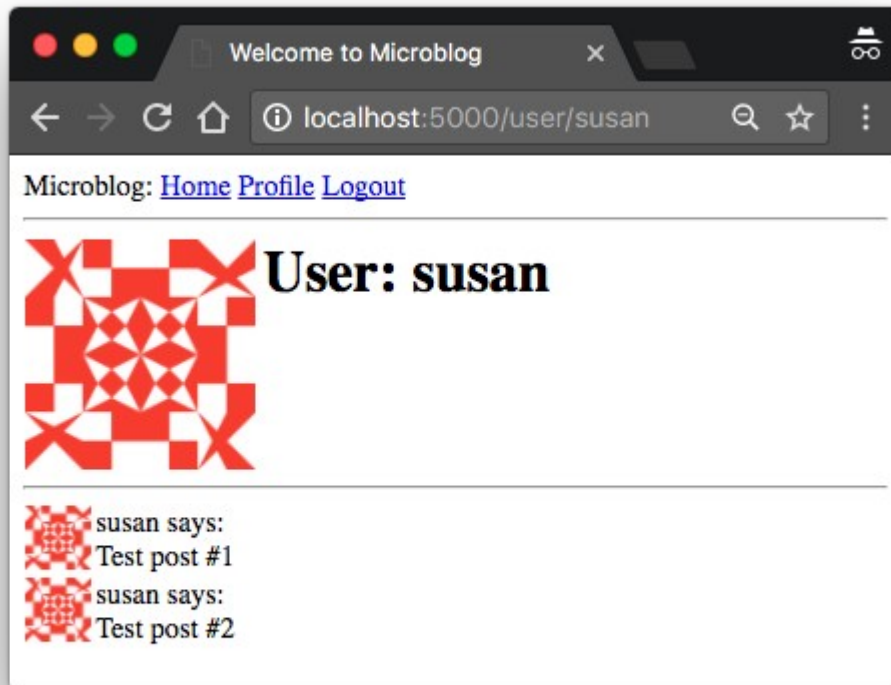 Welcome to Microblog
localhost:5000/user/susan
Microblog: Home Profile Logout
User: susan
susan says:
Test post #1
susan says:
Test post #2